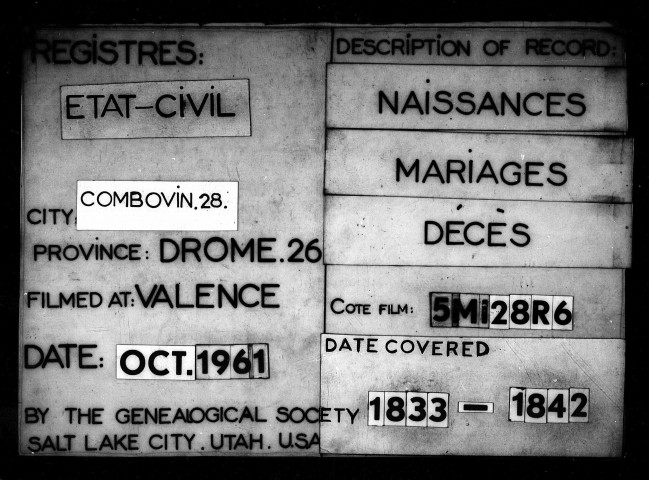 REGISTRES:
ETAT-CIVIL
CITY: COMBOVIN.28.
PROVINCE: DROME.26
FILMED AT: VALENCE
DATE: OCT. 1961
BY THE GENEALOGICAL SOCIETY
SALT LAKE CITY. UTAH. U.S.A
DESCRIPTION OF RECORD:
NAISSANCES
MARIAGES
DÉCÈS
COTE FILM: 5Mi28R6
DATE COVERED
1833 - 1842